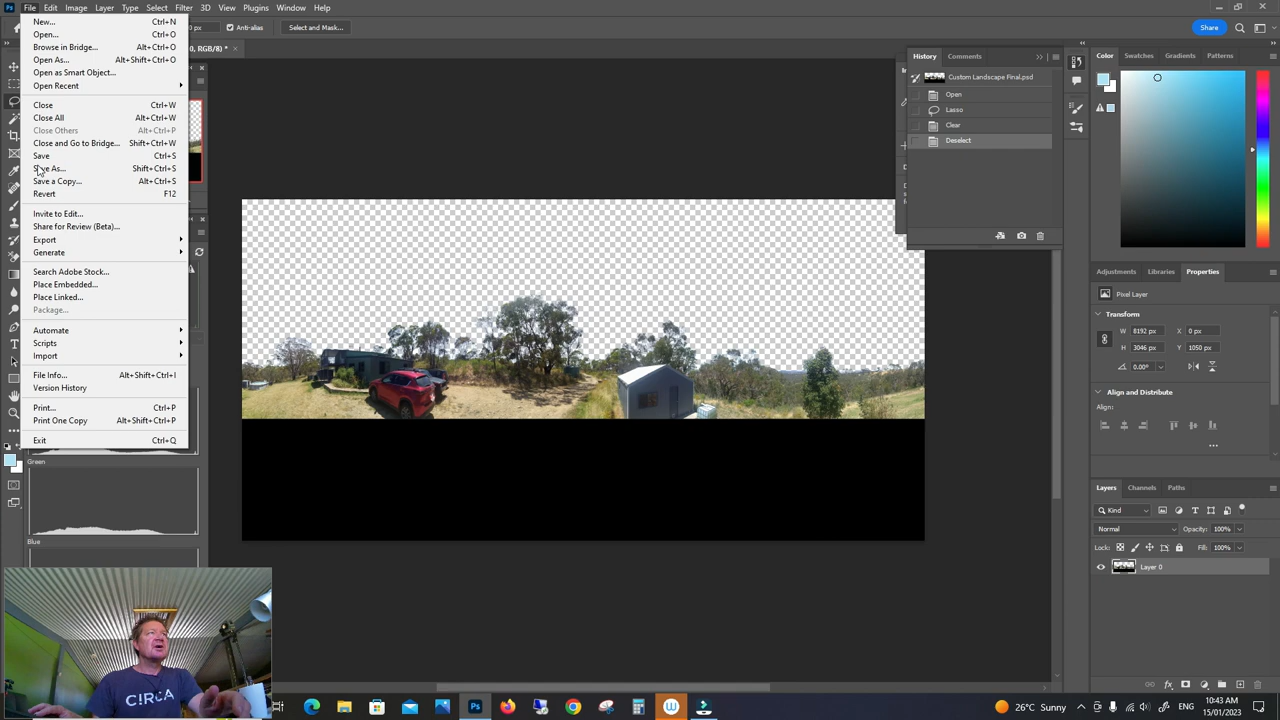 Ps File Edit Image Layer Type Select Filter 3D View Plugins Window Help
px Anti-alias Select and Mask... Share
0, RGB/8) * ×
New... Ctrl+N
Open... Ctrl+O
Browse in Bridge... Alt+Ctrl+O
Open As... Alt+Shift+Ctrl+O
Open as Smart Object...
Open Recent
Close Ctrl+W
Close All Alt+Ctrl+W
Close Others Alt+Ctrl+P
Close and Go to Bridge... Shift+Ctrl+W
Save Ctrl+S
Save As... Shift+Ctrl+S
Save a Copy... Alt+Ctrl+S
Revert F12
Invite to Edit...
Share for Review (Beta)...
Export
Generate
Search Adobe Stock...
Place Embedded...
Place Linked...
Package...
Automate
Scripts
Import
File Info... Alt+Shift+Ctrl+I
Version History
Print... Ctrl+P
Print One Copy Alt+Shift+Ctrl+P
Exit Ctrl+Q
Green
Blue
CIRCA
History Comments
Custom Landscape Final.psd
Open
Lasso
Clear
Deselect
Color Swatches Gradients Patterns
Adjustments Libraries Properties
Pixel Layer
Transform
W 8192 px X 0 px
H 3046 px Y 1050 px
0.00°
Align and Distribute
Align:
...
Layers Channels Paths
Kind
Normal Opacity: 100%
Lock: Fill: 100%
Layer 0
fx
Ps
26°C Sunny
10:43 AM
15/01/2023